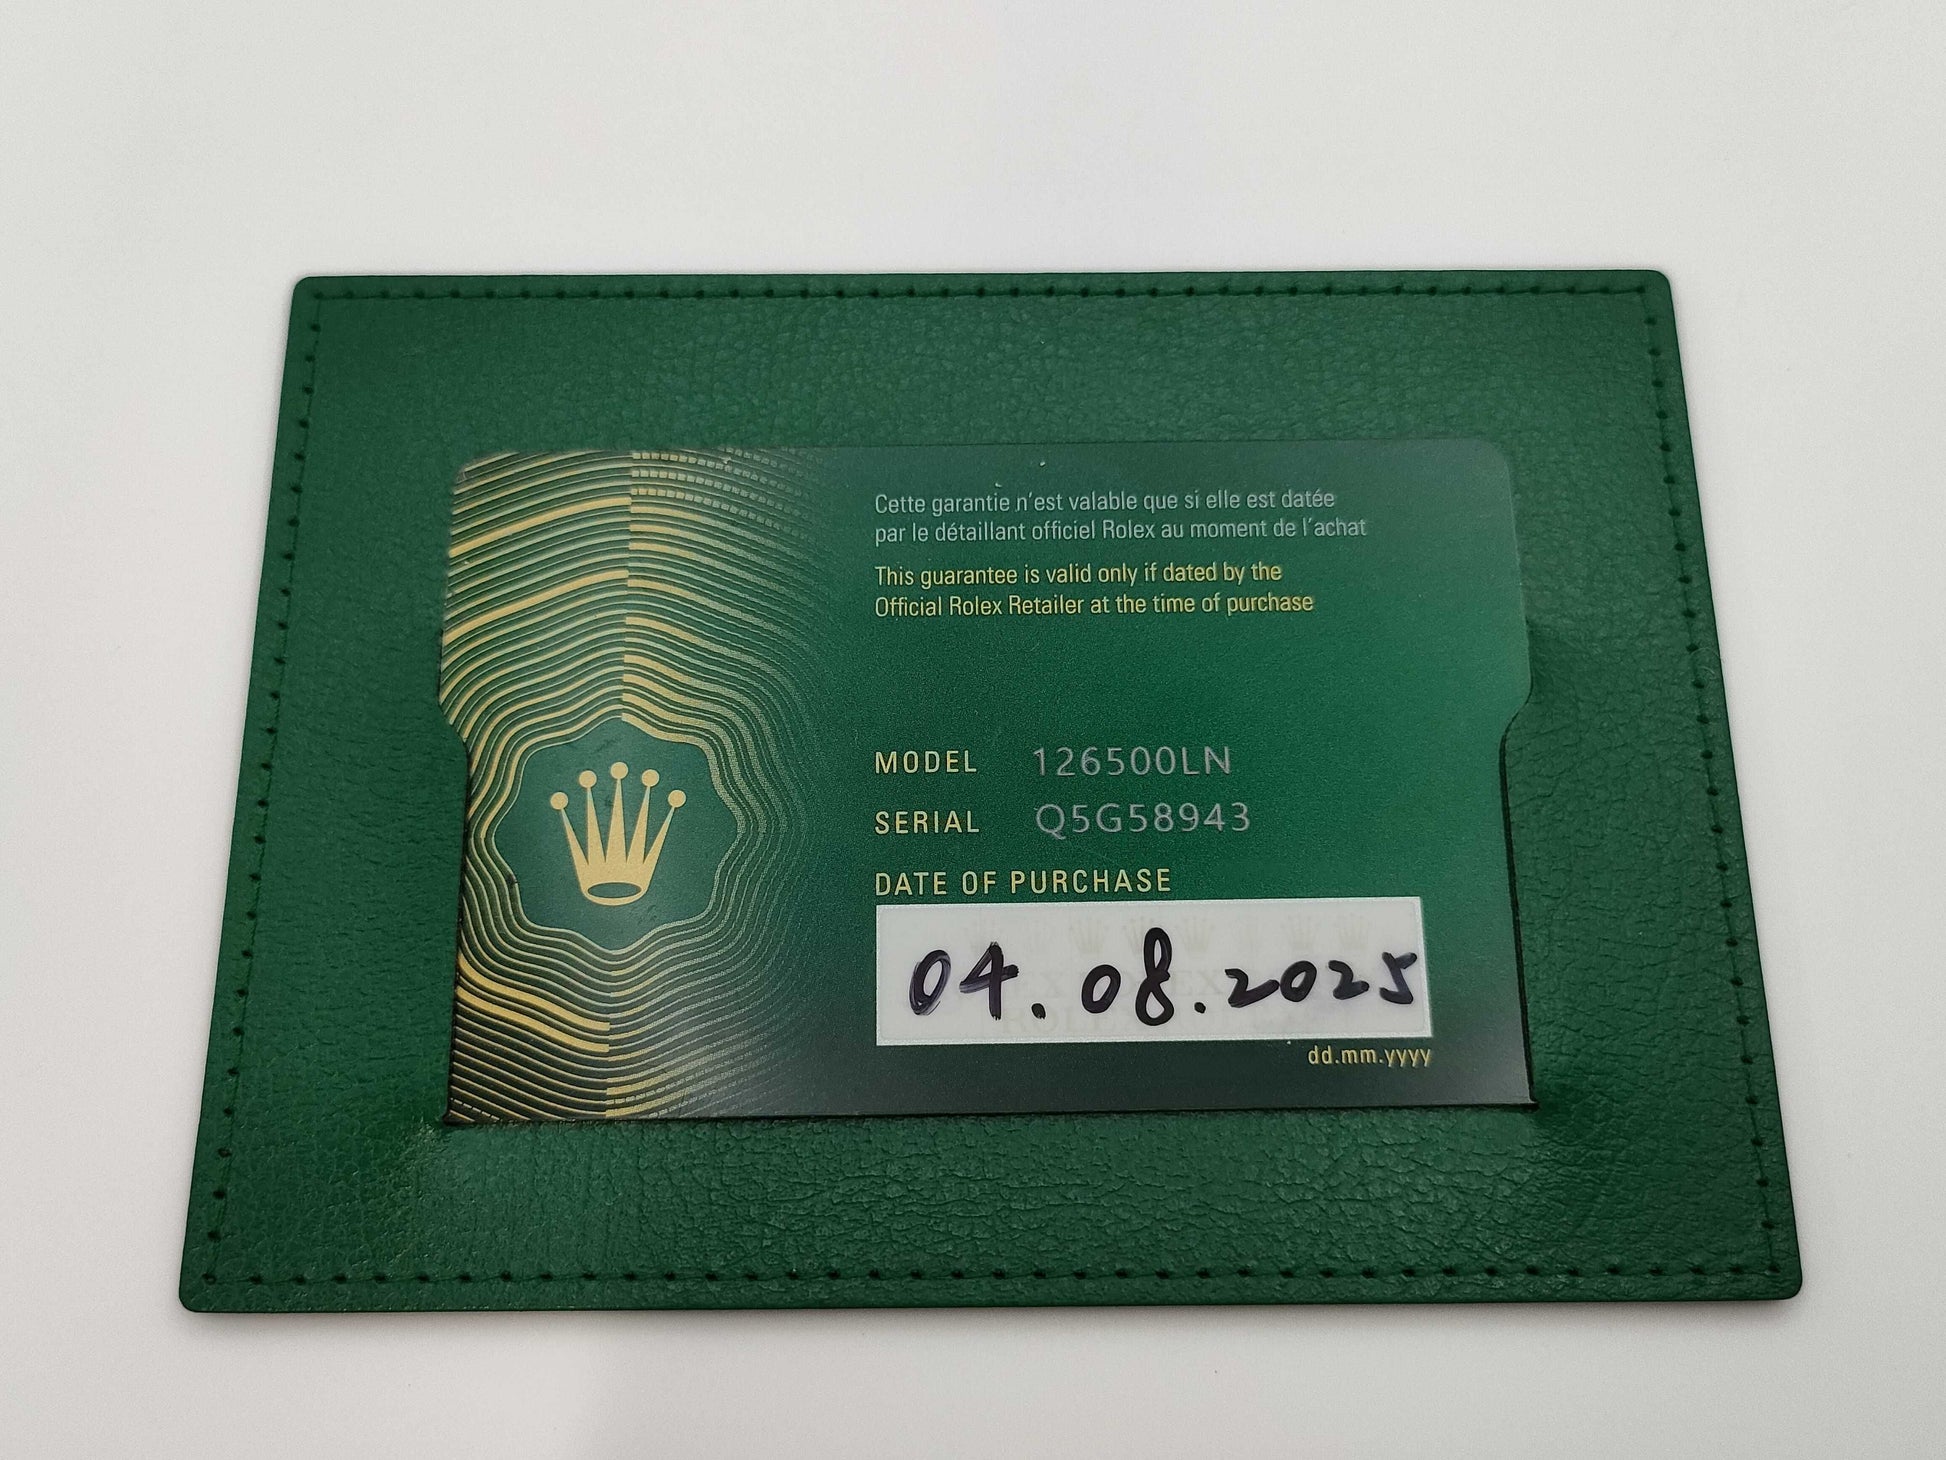 Cette garantie n'est valable que si elle est datée
par le détaillant officiel Rolex au moment de l'achat
This guarantee is valid only if dated by the
Official Rolex Retailer at the time of purchase
MODEL 126500LN
SERIAL Q5G58943
DATE OF PURCHASE
04.08.2025
dd.mm.yyyy